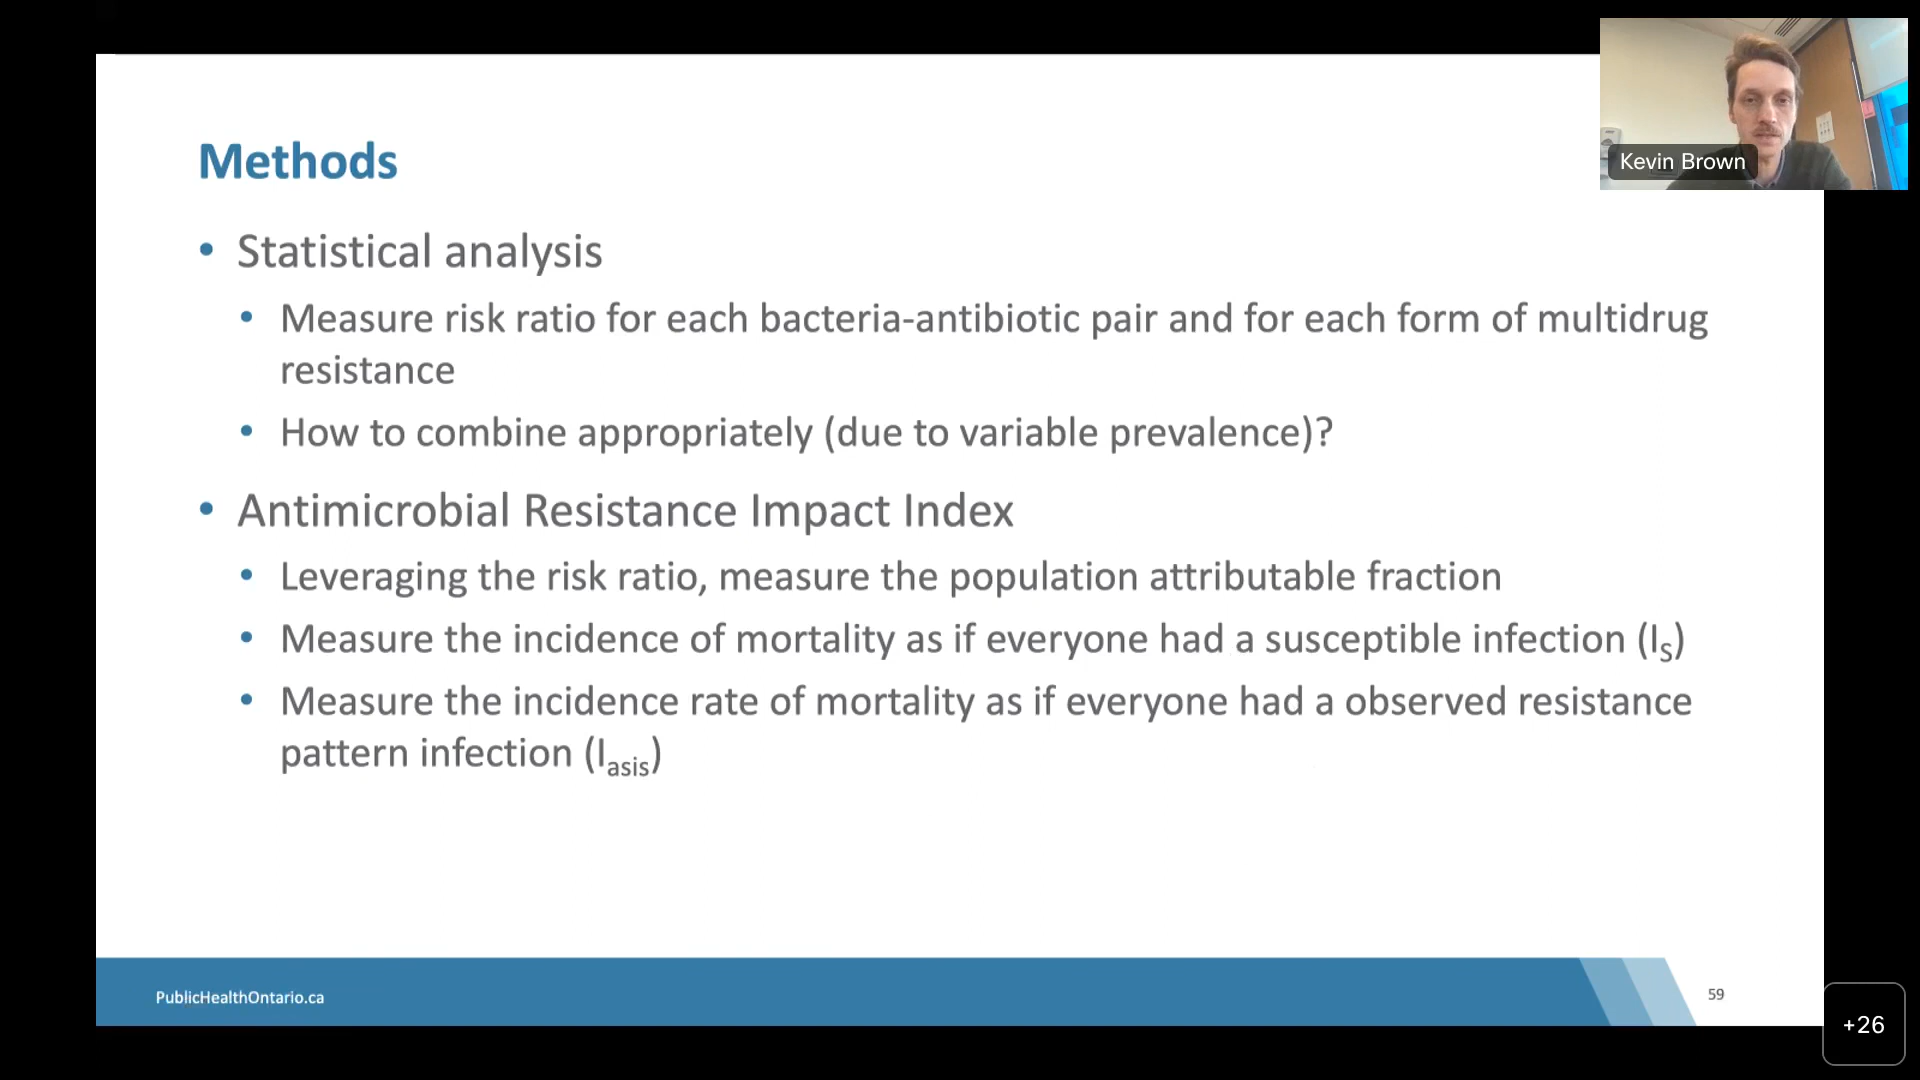 Kevin Brown
Methods
• Statistical analysis
• Measure risk ratio for each bacteria-antibiotic pair and for each form of multidrug
resistance
• How to combine appropriately (due to variable prevalence)?
• Antimicrobial Resistance Impact Index
• Leveraging the risk ratio, measure the population attributable fraction
• Measure the incidence of mortality as if everyone had a susceptible infection (IS)
• Measure the incidence rate of mortality as if everyone had a observed resistance
pattern infection (Iasis)
PublicHealthOntario.ca
59
+26